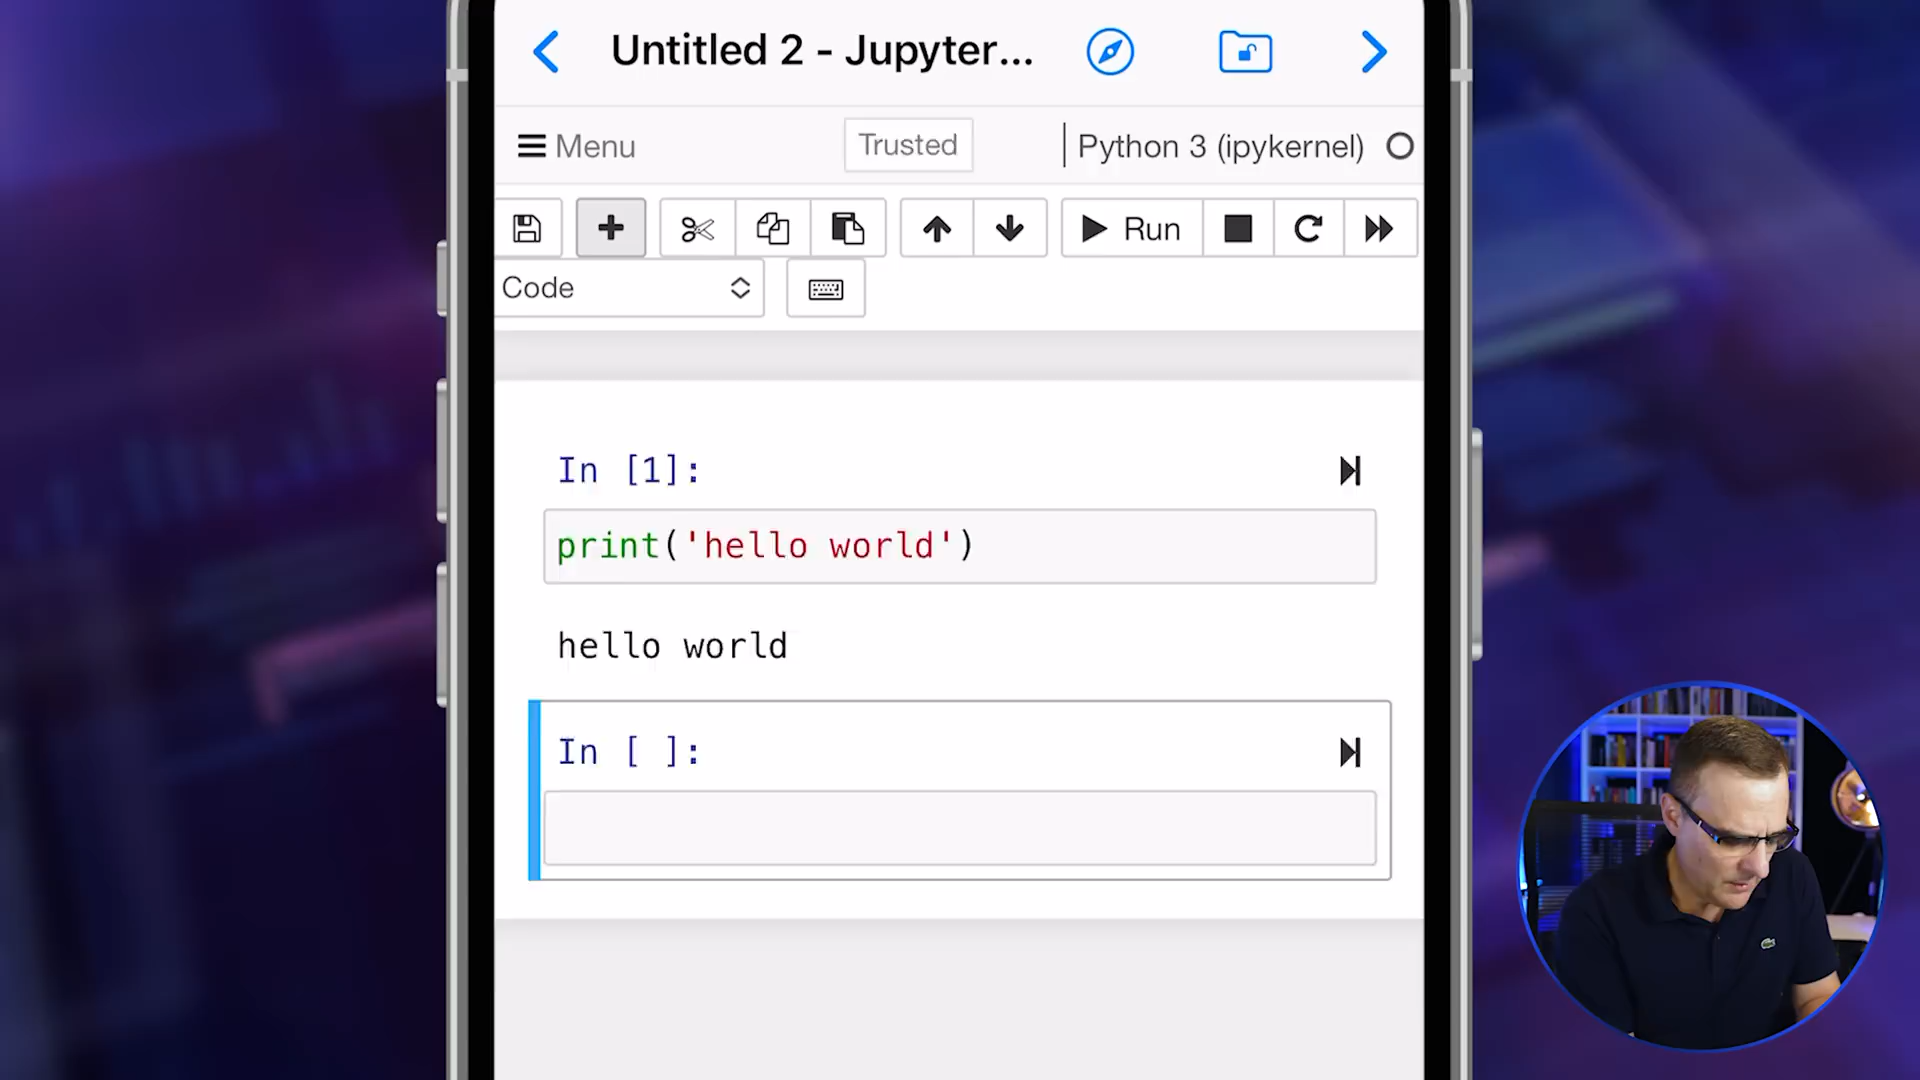 Untitled 2 - Jupyter...
Menu
Trusted
Python 3 (ipykernel)
Run
Code
In [1]:
print('hello world')
hello world
In [ ]: